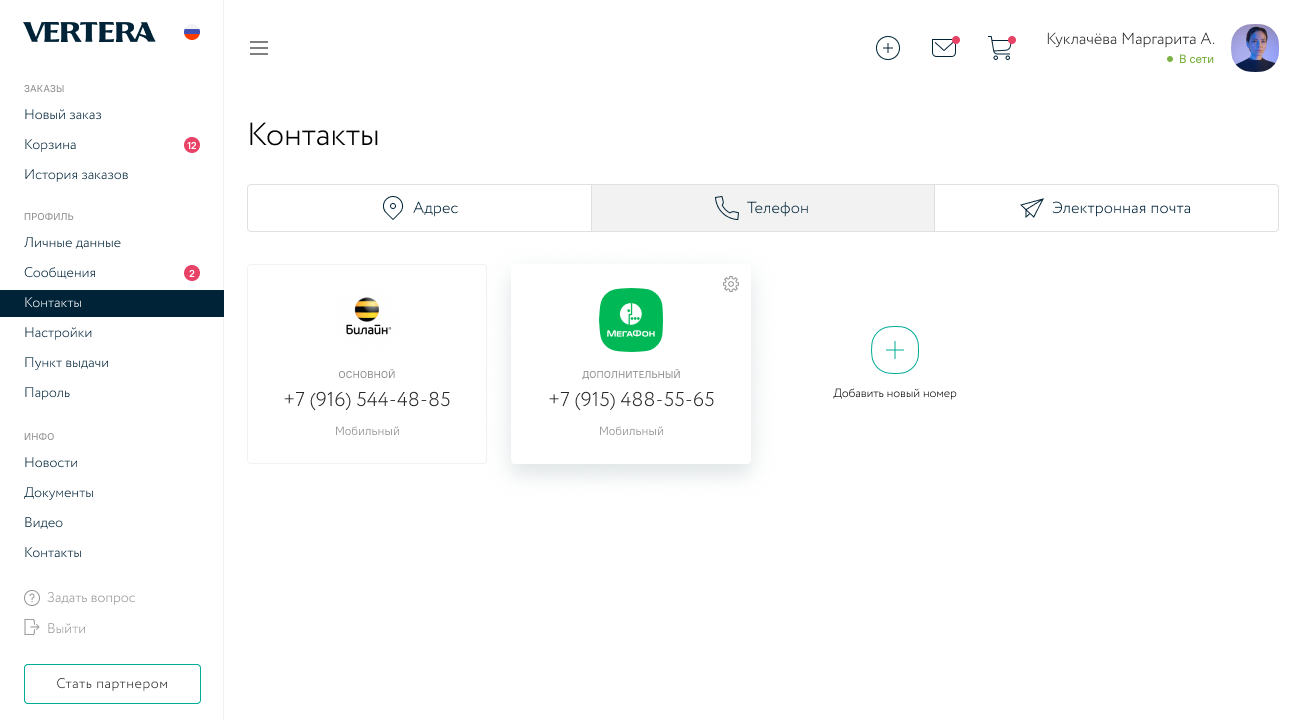 VERTERA
Куклачёва Маргарита А.
В сети
ЗАКАЗЫ
Новый заказ
Корзина 12
История заказов
ПРОФИЛЬ
Личные данные
Сообщения 2
Контакты
Настройки
Пункт выдачи
Пароль
ИНФО
Новости
Документы
Видео
Контакты
Задать вопрос
Выйти
Стать партнером
Контакты
Адрес
Телефон
Электронная почта
Билайн
ОСНОВНОЙ
+7 (916) 544-48-85
Мобильный
МЕГАФОН
ДОПОЛНИТЕЛЬНЫЙ
+7 (915) 488-55-65
Мобильный
Добавить новый номер